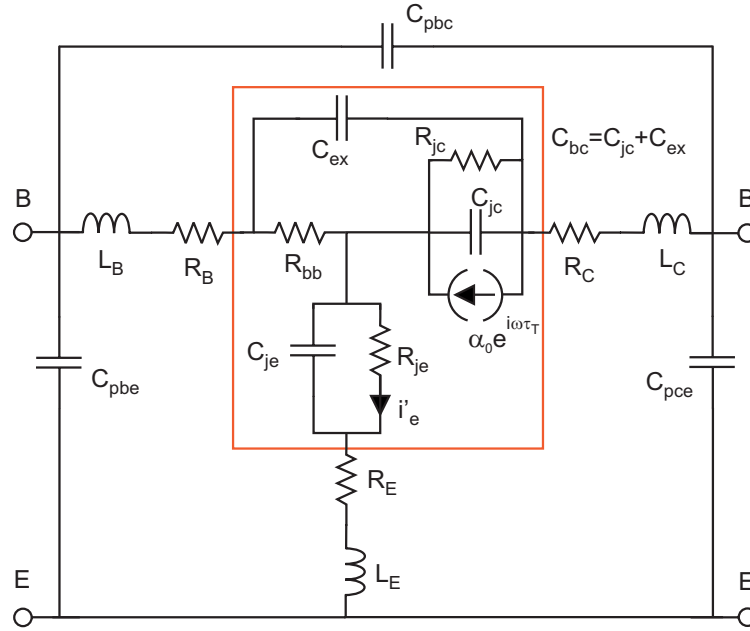 C_pbc
R_jc
C_bc=C_jc+C_ex
C_ex
C_jc
B
B
L_B
R_B
R_bb
R_C
L_C
α_0e^iωτ_T
C_je
R_je
C_pbe
C_pce
i'_e
R_E
E
L_E
E